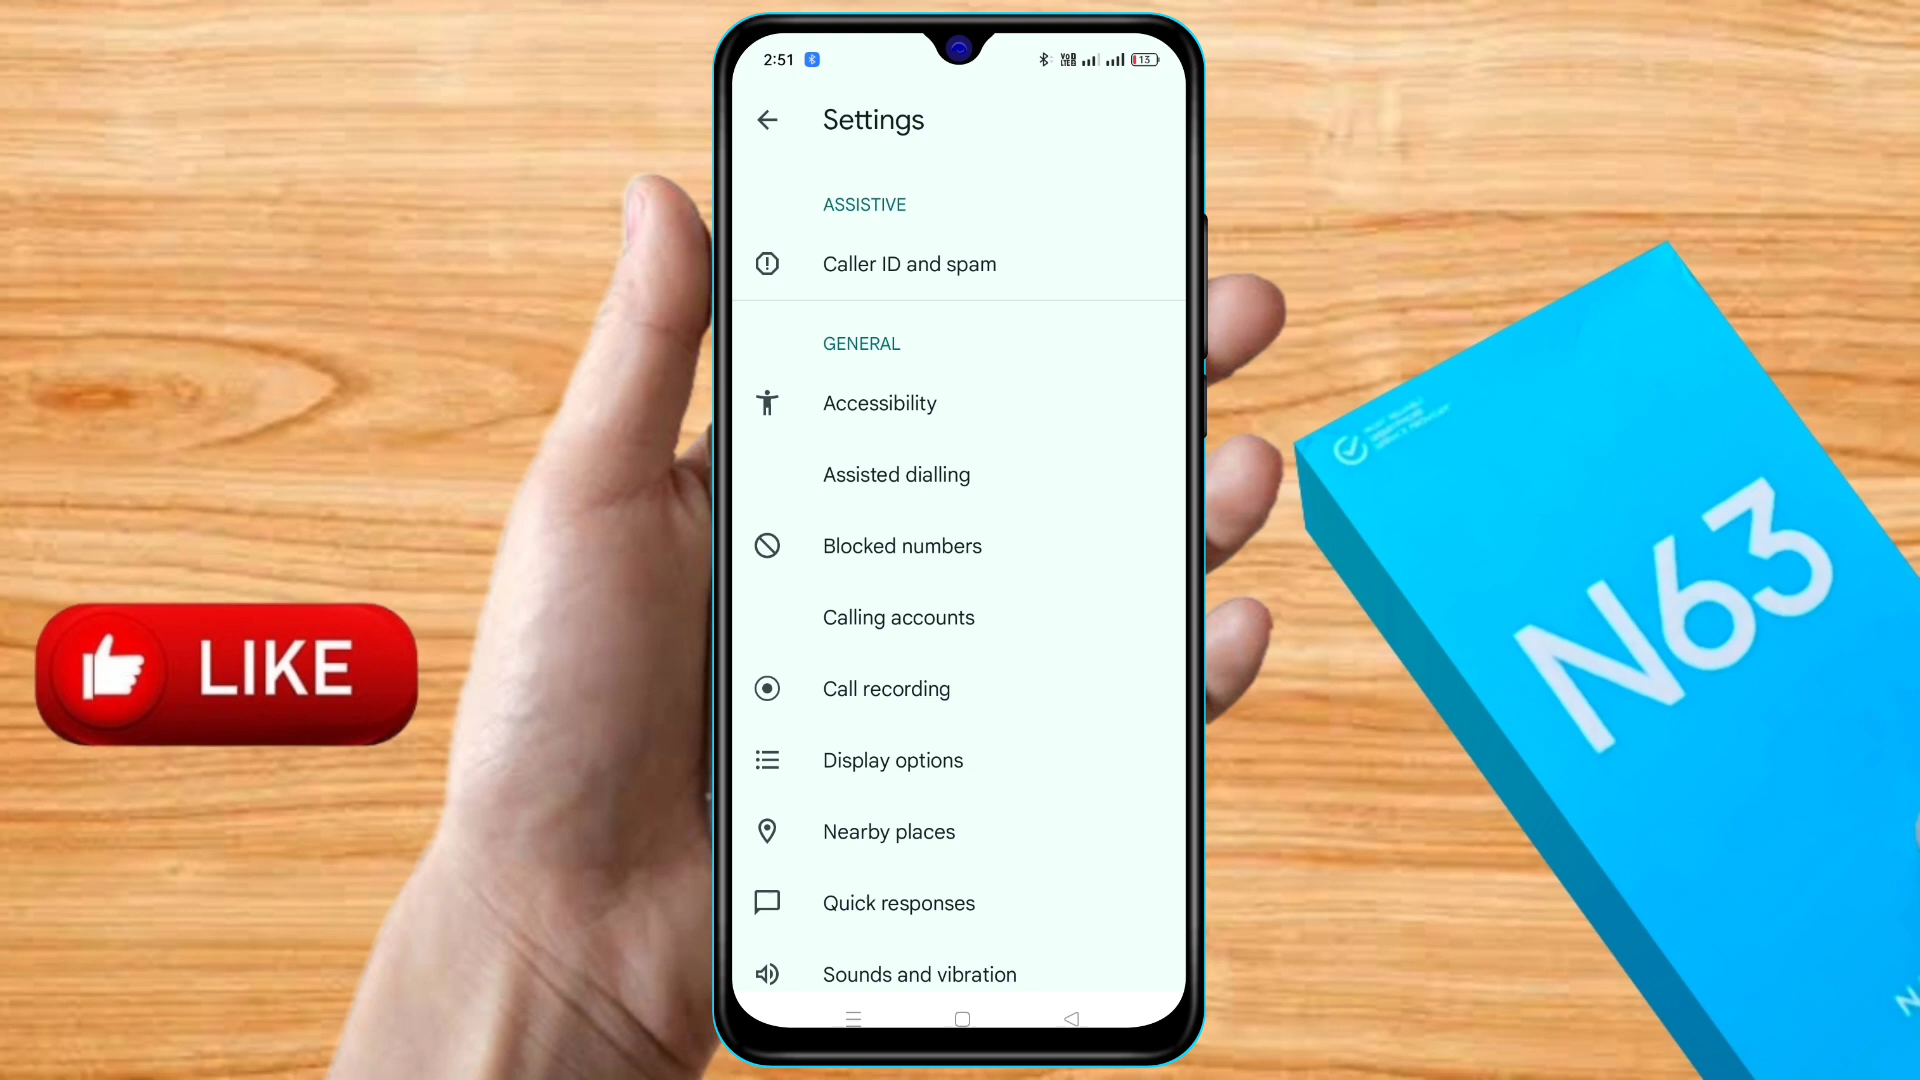 2:51
13
Settings
ASSISTIVE
Caller ID and spam
GENERAL
Accessibility
Assisted dialling
Blocked numbers
Calling accounts
Call recording
Display options
Nearby places
Quick responses
Sounds and vibration
LIKE
N63